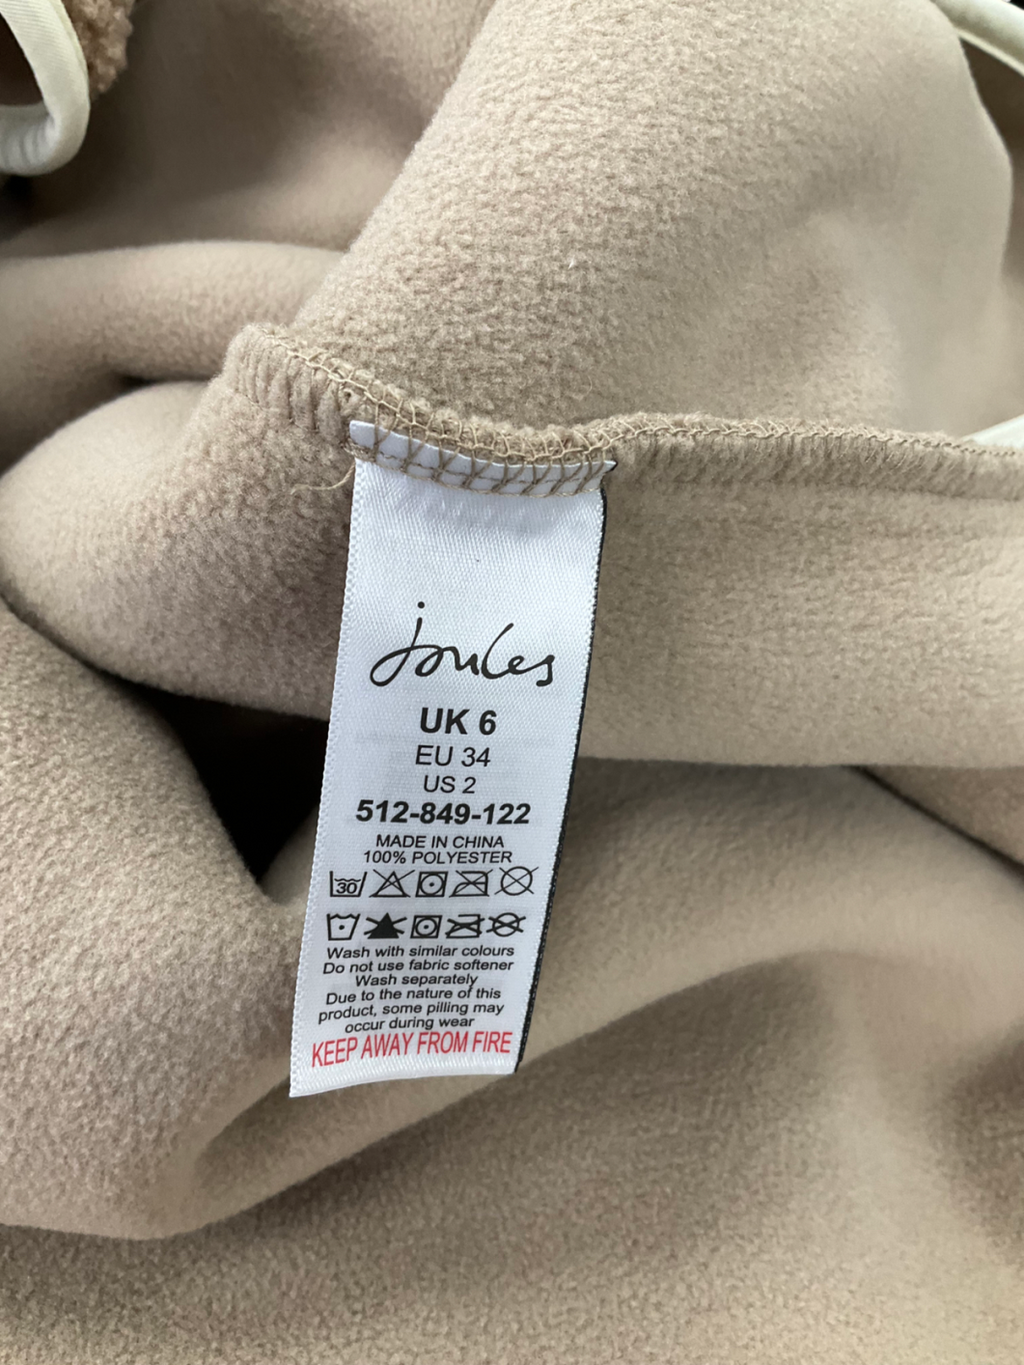 joules
UK 6
EU 34
US 2
512-849-122
MADE IN CHINA
100% POLYESTER
30
Wash with similar colours
Do not use fabric softener
Wash separately
Due to the nature of this
product, some pilling may
occur during wear
KEEP AWAY FROM FIRE